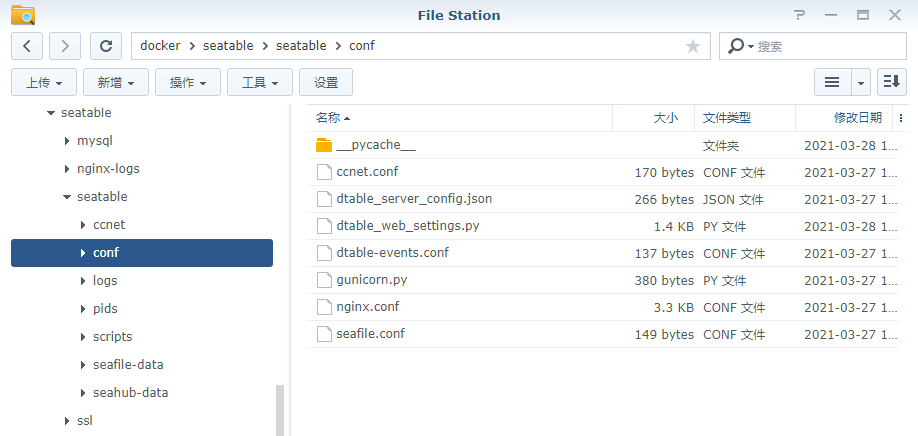 File Station
docker seatable seatable conf 搜索
上传 新增 操作 工具 设置
seatable
mysql
nginx-logs
seatable
ccnet
conf
logs
pids
scripts
seafile-data
seahub-data
ssl
名称 大小 文件类型 修改日期
__pycache__ 文件夹 2021-03-28 1...
ccnet.conf 170 bytes CONF 文件 2021-03-27 1...
dtable_server_config.json 266 bytes JSON 文件 2021-03-27 1...
dtable_web_settings.py 1.4 KB PY 文件 2021-03-28 1...
dtable-events.conf 137 bytes CONF 文件 2021-03-27 1...
gunicorn.py 380 bytes PY 文件 2021-03-27 1...
nginx.conf 3.3 KB CONF 文件 2021-03-27 1...
seafile.conf 149 bytes CONF 文件 2021-03-27 1...